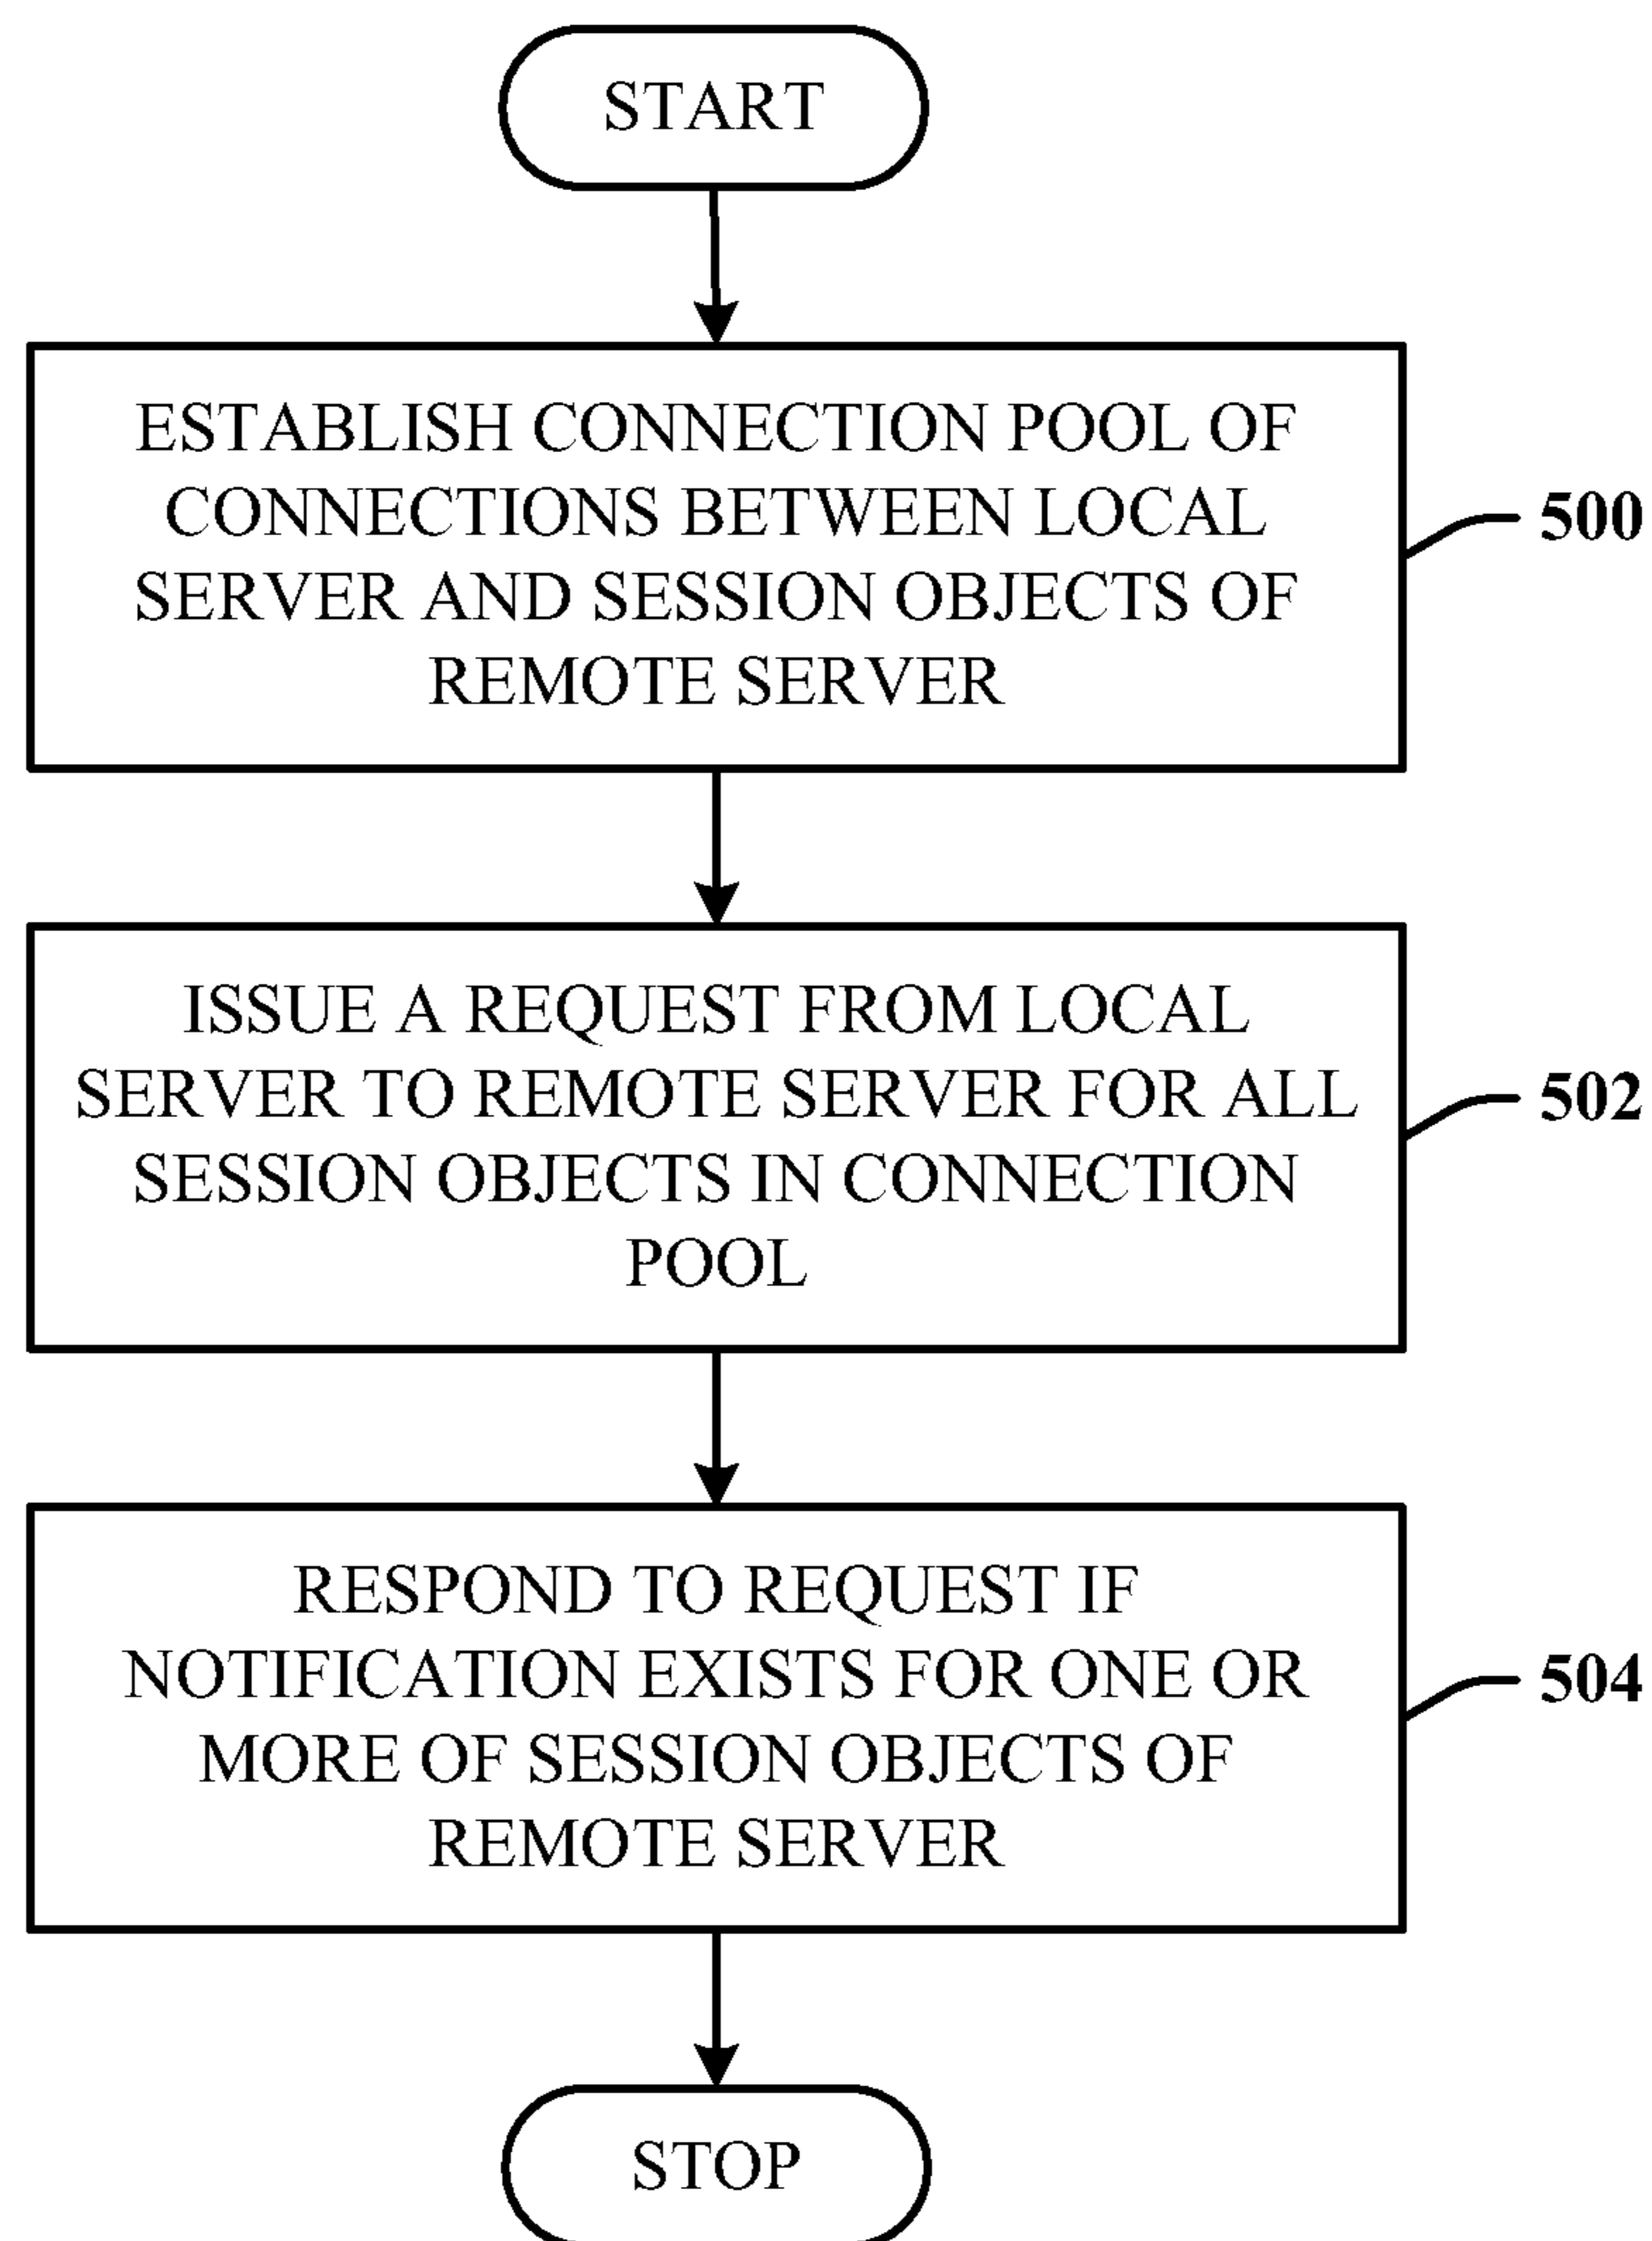 START
ESTABLISH CONNECTION POOL OF
CONNECTIONS BETWEEN LOCAL
SERVER AND SESSION OBJECTS OF
REMOTE SERVER
500
ISSUE A REQUEST FROM LOCAL
SERVER TO REMOTE SERVER FOR ALL
SESSION OBJECTS IN CONNECTION
POOL
502
RESPOND TO REQUEST IF
NOTIFICATION EXISTS FOR ONE OR
MORE OF SESSION OBJECTS OF
REMOTE SERVER
504
STOP